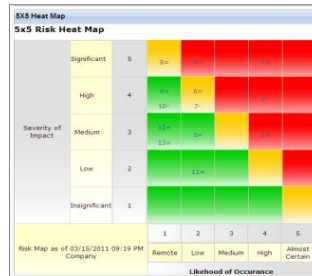 5X5 Heat Map
5x5 Risk Heat Map
Significant 5 8=
High 4 9= 6=
10- 7-
Severity of Impact Medium 3 12= 5=
13=
Low 2 11=
Insignificant 1
1 2 3 4 5
Risk Map as of 03/15/2011 09:19 PM
Company
Remote Low Medium High Almost Certain
Likehood of Occurance